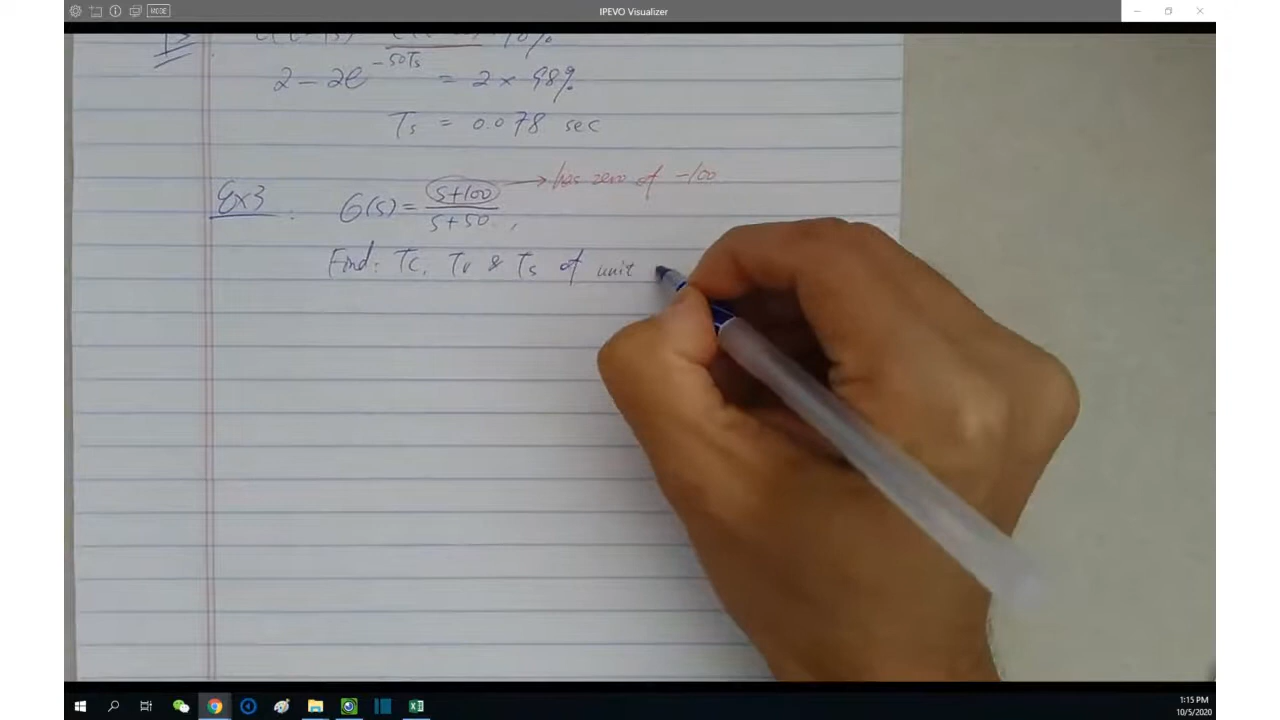 IPEVO Visualizer
MODE
2 - 2e^-50Ts = 2 × 98%
Ts = 0.078 sec
Ex3 : G(s) = s+100 / s+50 , → has zero of -100
Find: Tc, Tr & Ts of unit
1:15 PM
10/5/2020